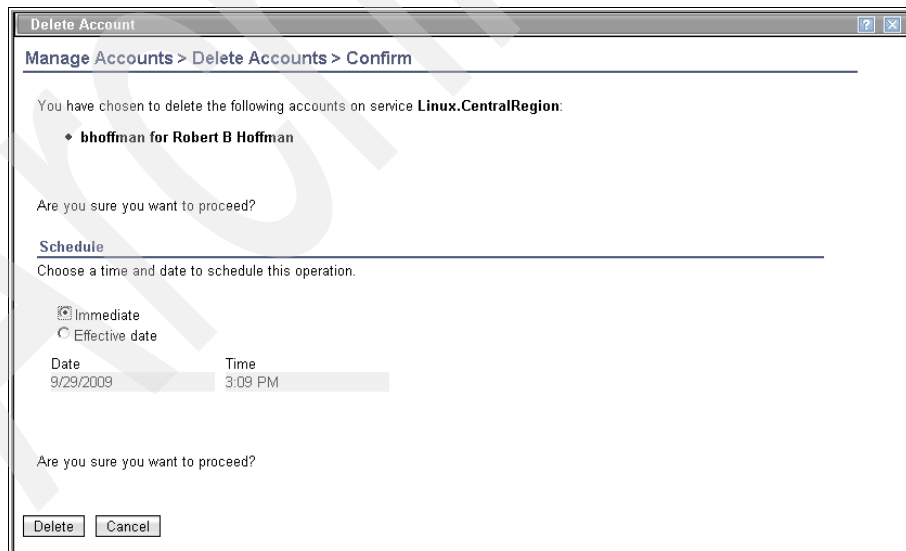 Delete Account
Manage Accounts > Delete Accounts > Confirm
You have chosen to delete the following accounts on service Linux.CentralRegion:
bhoffman for Robert B Hoffman
Are you sure you want to proceed?
Schedule
Choose a time and date to schedule this operation.
Immediate
Effective date
Date Time
9/29/2009 3:09 PM
Are you sure you want to proceed?
Delete Cancel